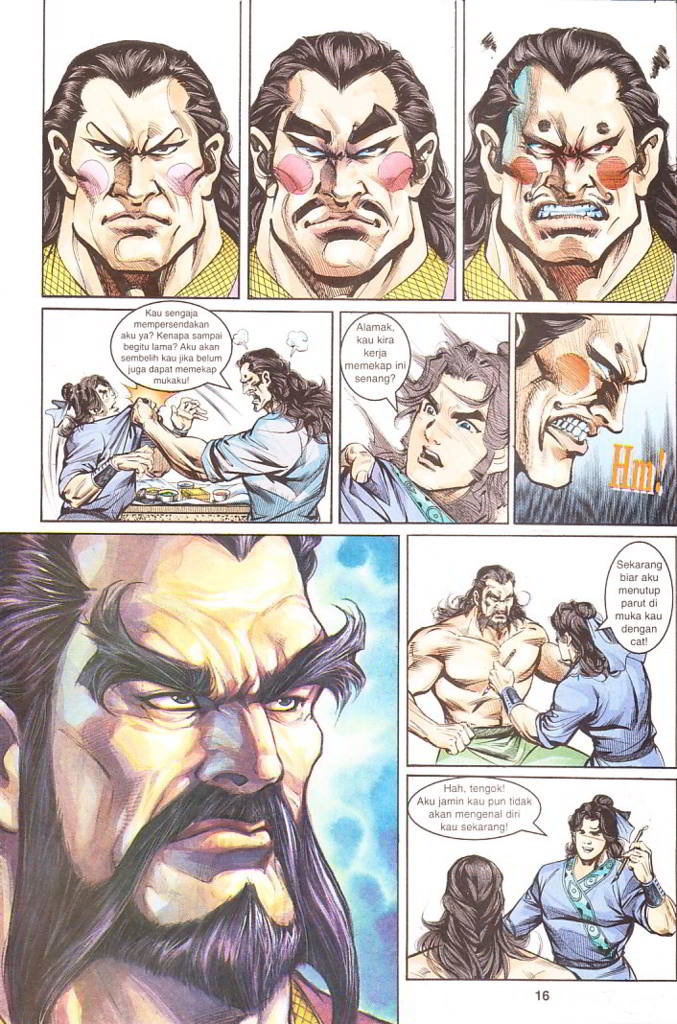 Kau sengaja
mempersendakan
aku ya? Kenapa sampai
begitu lama? Aku akan
sembelih kau jika belum
juga dapat memekap
mukaku!
Alamak,
kau kira
kerja
memekap ini
senang?
Hm!
Sekarang
biar aku
menutup
parut di
muka kau
dengan
cat!
Hah, tengok!
Aku jamin kau pun tidak
akan mengenal diri
kau sekarang!
16